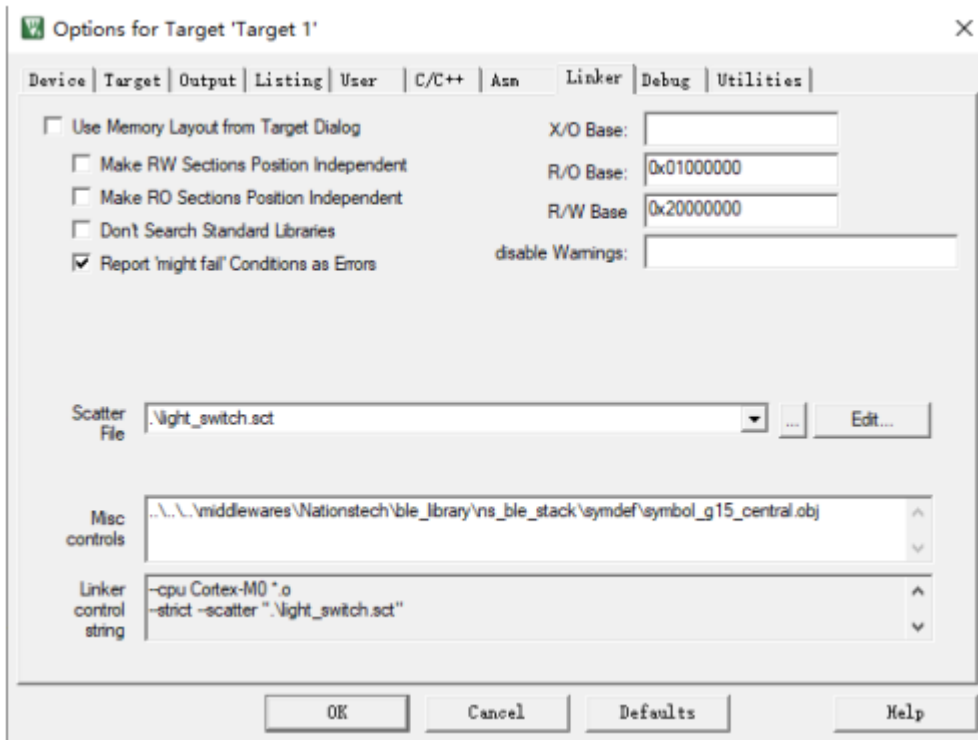 Options for Target 'Target 1'
Device Target Output Listing User C/C++ Asm Linker Debug Utilities
Use Memory Layout from Target Dialog
Make RW Sections Position Independent
Make RO Sections Position Independent
Don't Search Standard Libraries
Report 'might fail' Conditions as Errors
X/O Base:
R/O Base: 0x01000000
R/W Base 0x20000000
disable Warnings:
Scatter
File
.\light_switch.sct
...
Edit...
Misc
controls
..\..\..\middlewares\Nationstech\ble_library\ns_ble_stack\symdef\symbol_g15_central.obj
Linker
control
string
--cpu Cortex-M0 *.o
--strict --scatter ".\light_switch.sct"
OK Cancel Defaults Help